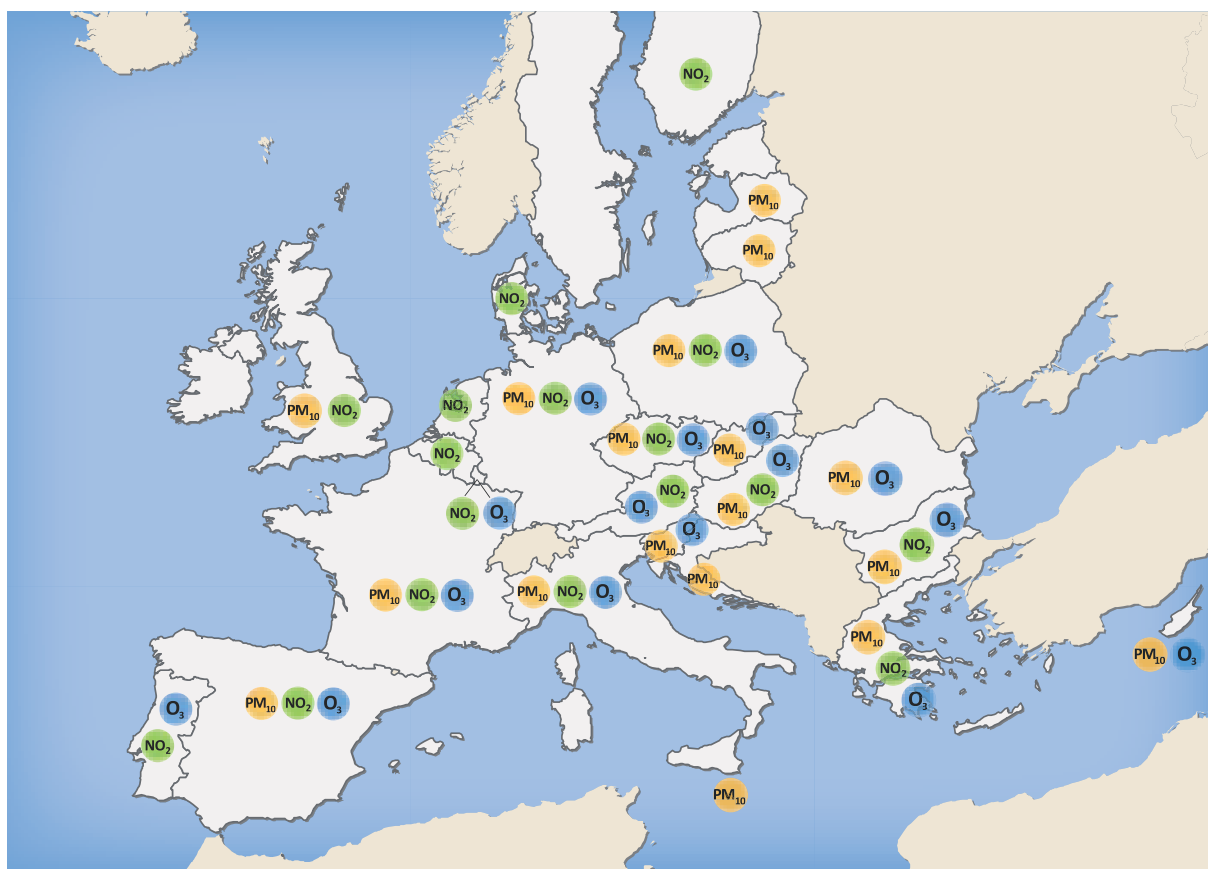 NO₂
PM₁₀
PM₁₀
NO₂
PM₁₀ NO₂ O₃
PM₁₀ NO₂ O₃
NO₂
PM₁₀ NO₂
O₃
PM₁₀ NO₂ O₃
PM₁₀
NO₂
O₃
PM₁₀ O₃
NO₂
NO₂
O₃
PM₁₀
NO₂ O₃
O₃
O₃
PM₁₀
NO₂
PM₁₀
PM₁₀
PM₁₀ NO₂ O₃
PM₁₀ NO₂ O₃
PM₁₀
PM₁₀ O₃
NO₂
O₃
PM₁₀ NO₂ O₃
O₃
NO₂
PM₁₀